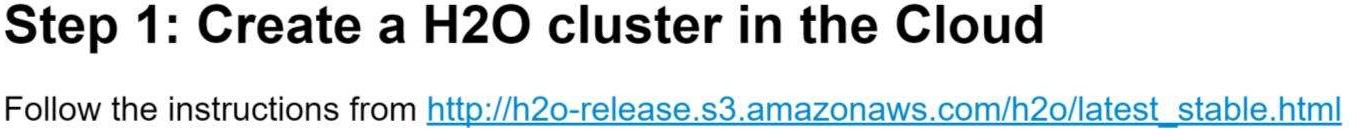 Step 1: Create a H2O cluster in the Cloud
Follow the instructions from http://h2o-release.s3.amazonaws.com/h2o/latest_stable.html